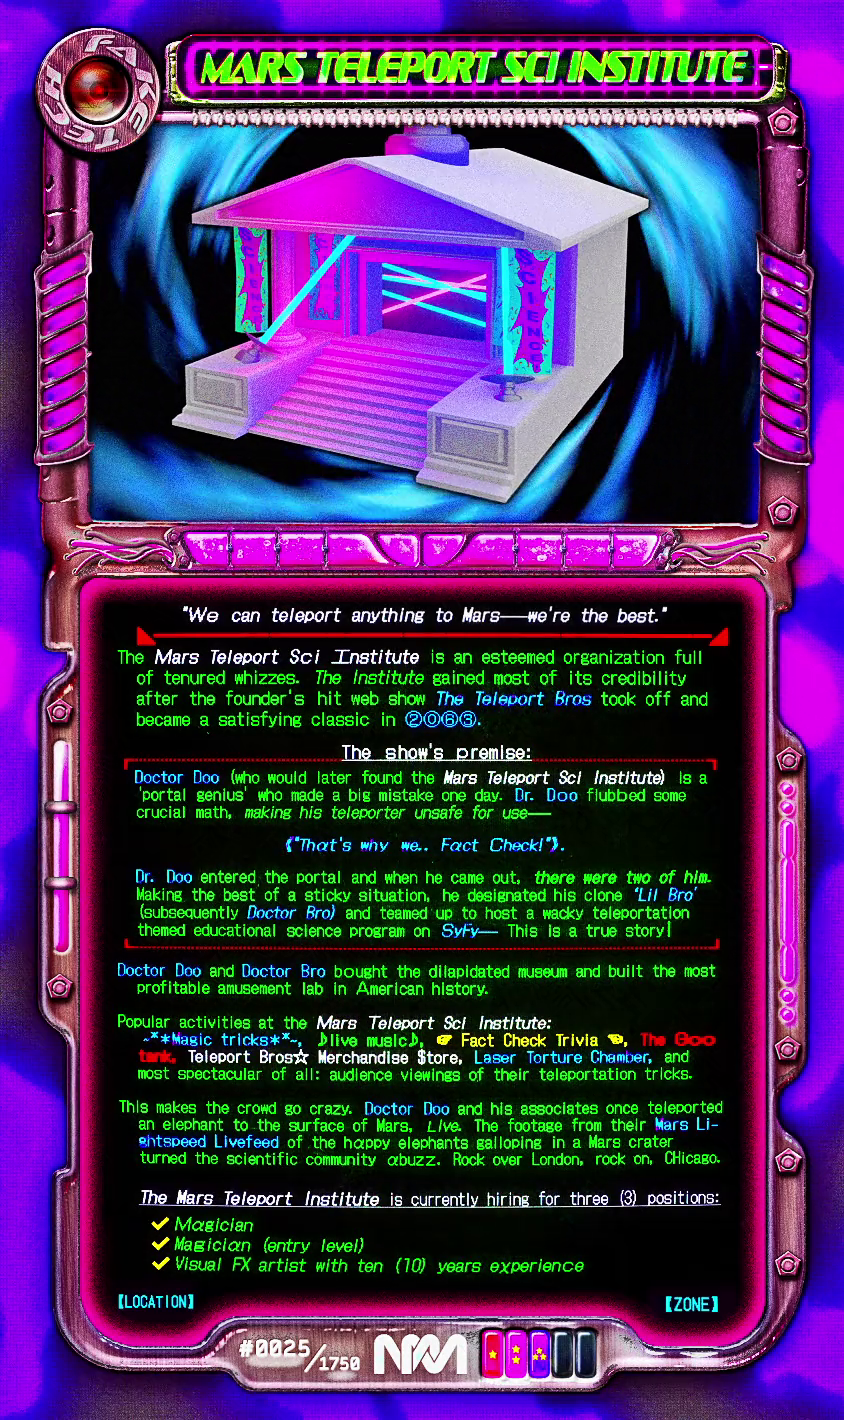 FAKE TECH
MARS TELEPORT SCI INSTITUTE
SCIENCE
"We can teleport anything to Mars——we're the best."
The Mars Teleport Sci Institute is an esteemed organization full
of tenured whizzes. The Institute gained most of its credibility
after the founder's hit web show The Teleport Bros took off and
became a satisfying classic in ②⓪⑥③.
The show's premise:
Doctor Doo (who would later found the Mars Teleport Sci Institute) is a
'portal genius' who made a big mistake one day. Dr. Doo flubbed some
crucial math, making his teleporter unsafe for use——
("That's why we.. Fact Check!").
Dr. Doo entered the portal and when he came out, there were two of him.
Making the best of a sticky situation, he designated his clone 'Lil Bro'
(subsequently Doctor Bro) and teamed up to host a wacky teleportation
themed educational science program on SyFy—— This is a true story!
Doctor Doo and Doctor Bro bought the dilapidated museum and built the most
profitable amusement lab in American history.
Popular activities at the Mars Teleport Sci Institute:
~**Magic tricks**~, ♪live music♪, ☛ Fact Check Trivia ☚, The Goo
tank, Teleport Bros☆ Merchandise $tore, Laser Torture Chamber, and
most spectacular of all: audience viewings of their teleportation tricks.
This makes the crowd go crazy. Doctor Doo and his associates once teleported
an elephant to the surface of Mars, Live. The footage from their Mars Li-
ghtspeed Livefeed of the happy elephants galloping in a Mars crater
turned the scientific community abuzz. Rock over London, rock on, CHicago.
The Mars Teleport Institute is currently hiring for three (3) positions:
✓ Magician
✓ Magician (entry level)
✓ Visual FX artist with ten (10) years experience
【LOCATION】 【ZONE】
#0025/1750 NPM